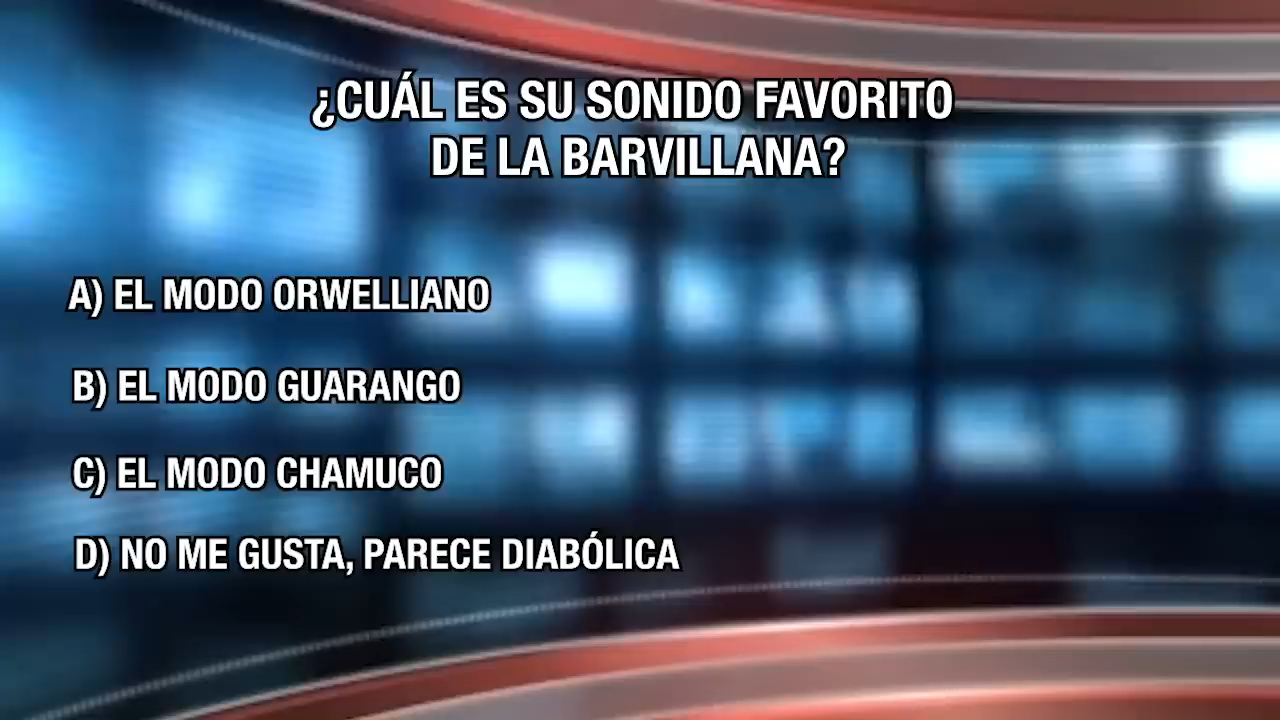 ¿CUÁL ES SU SONIDO FAVORITO
DE LA BARVILLANA?
A) EL MODO ORWELLIANO
B) EL MODO GUARANGO
C) EL MODO CHAMUCO
D) NO ME GUSTA, PARECE DIABÓLICA